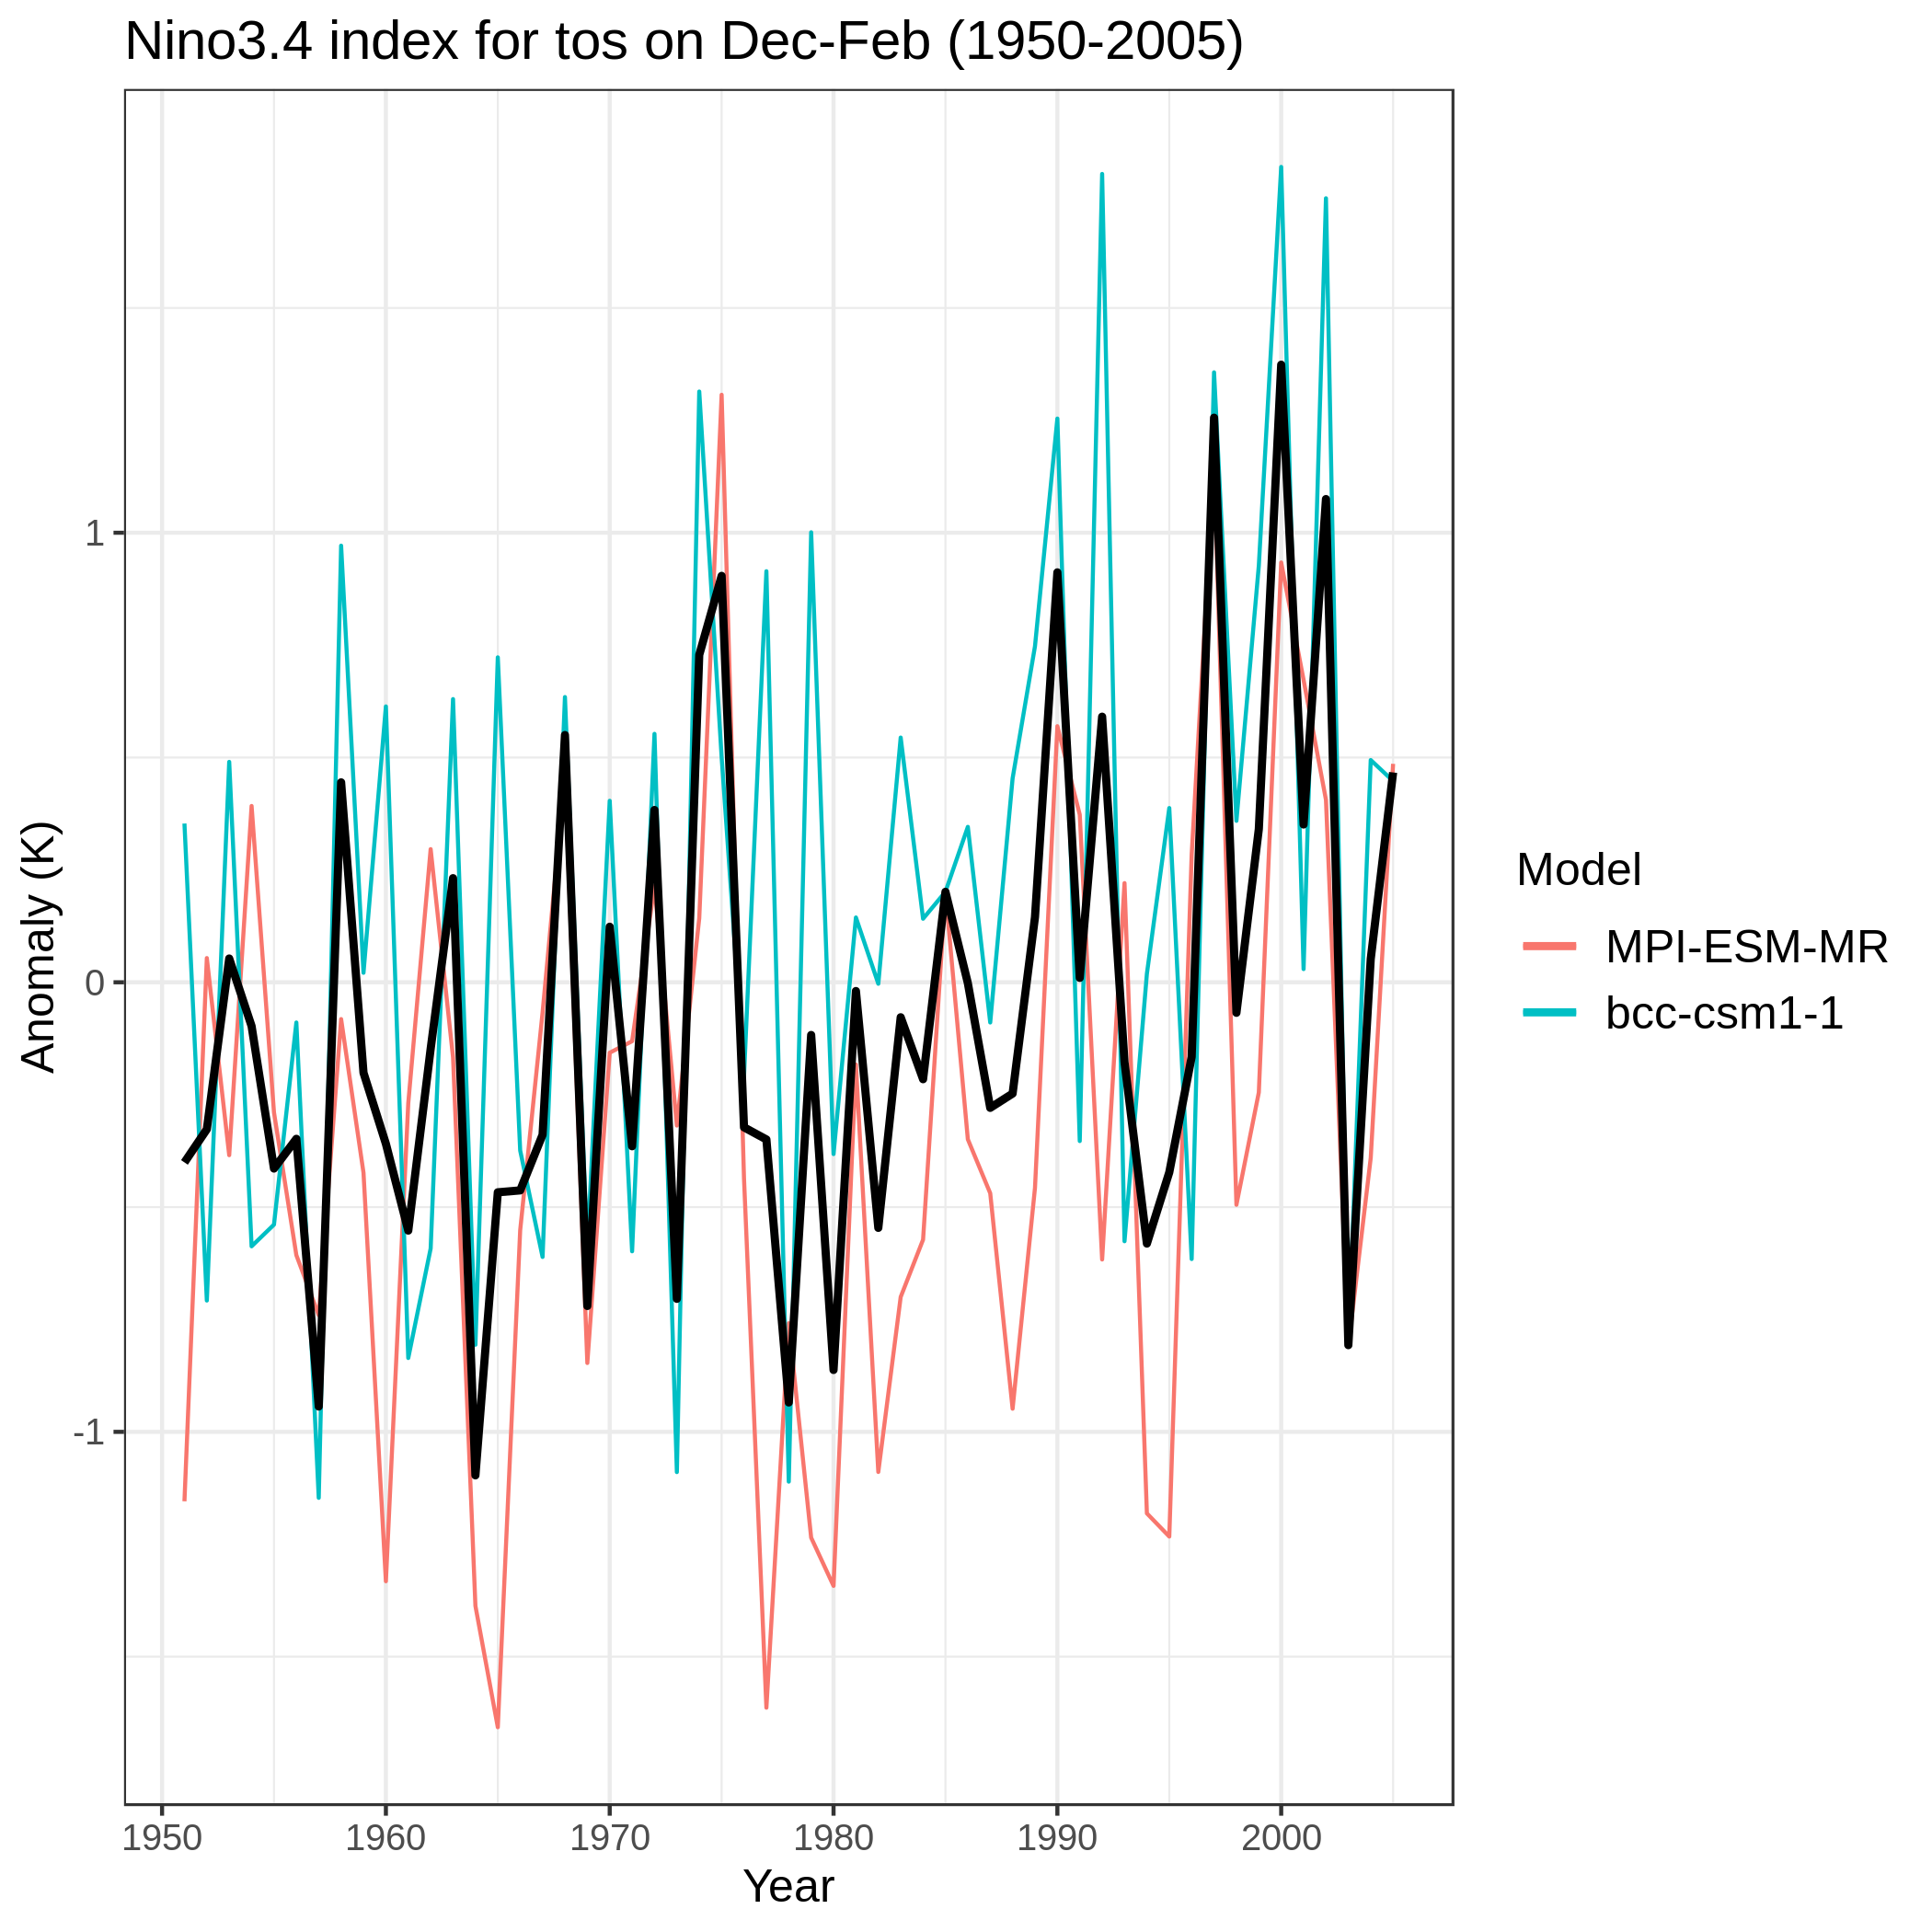 Nino3.4 index for tos on Dec-Feb (1950-2005)
Anomaly (K)
1
0
-1
1950 1960 1970 1980 1990 2000
Year
Model
MPI-ESM-MR
bcc-csm1-1